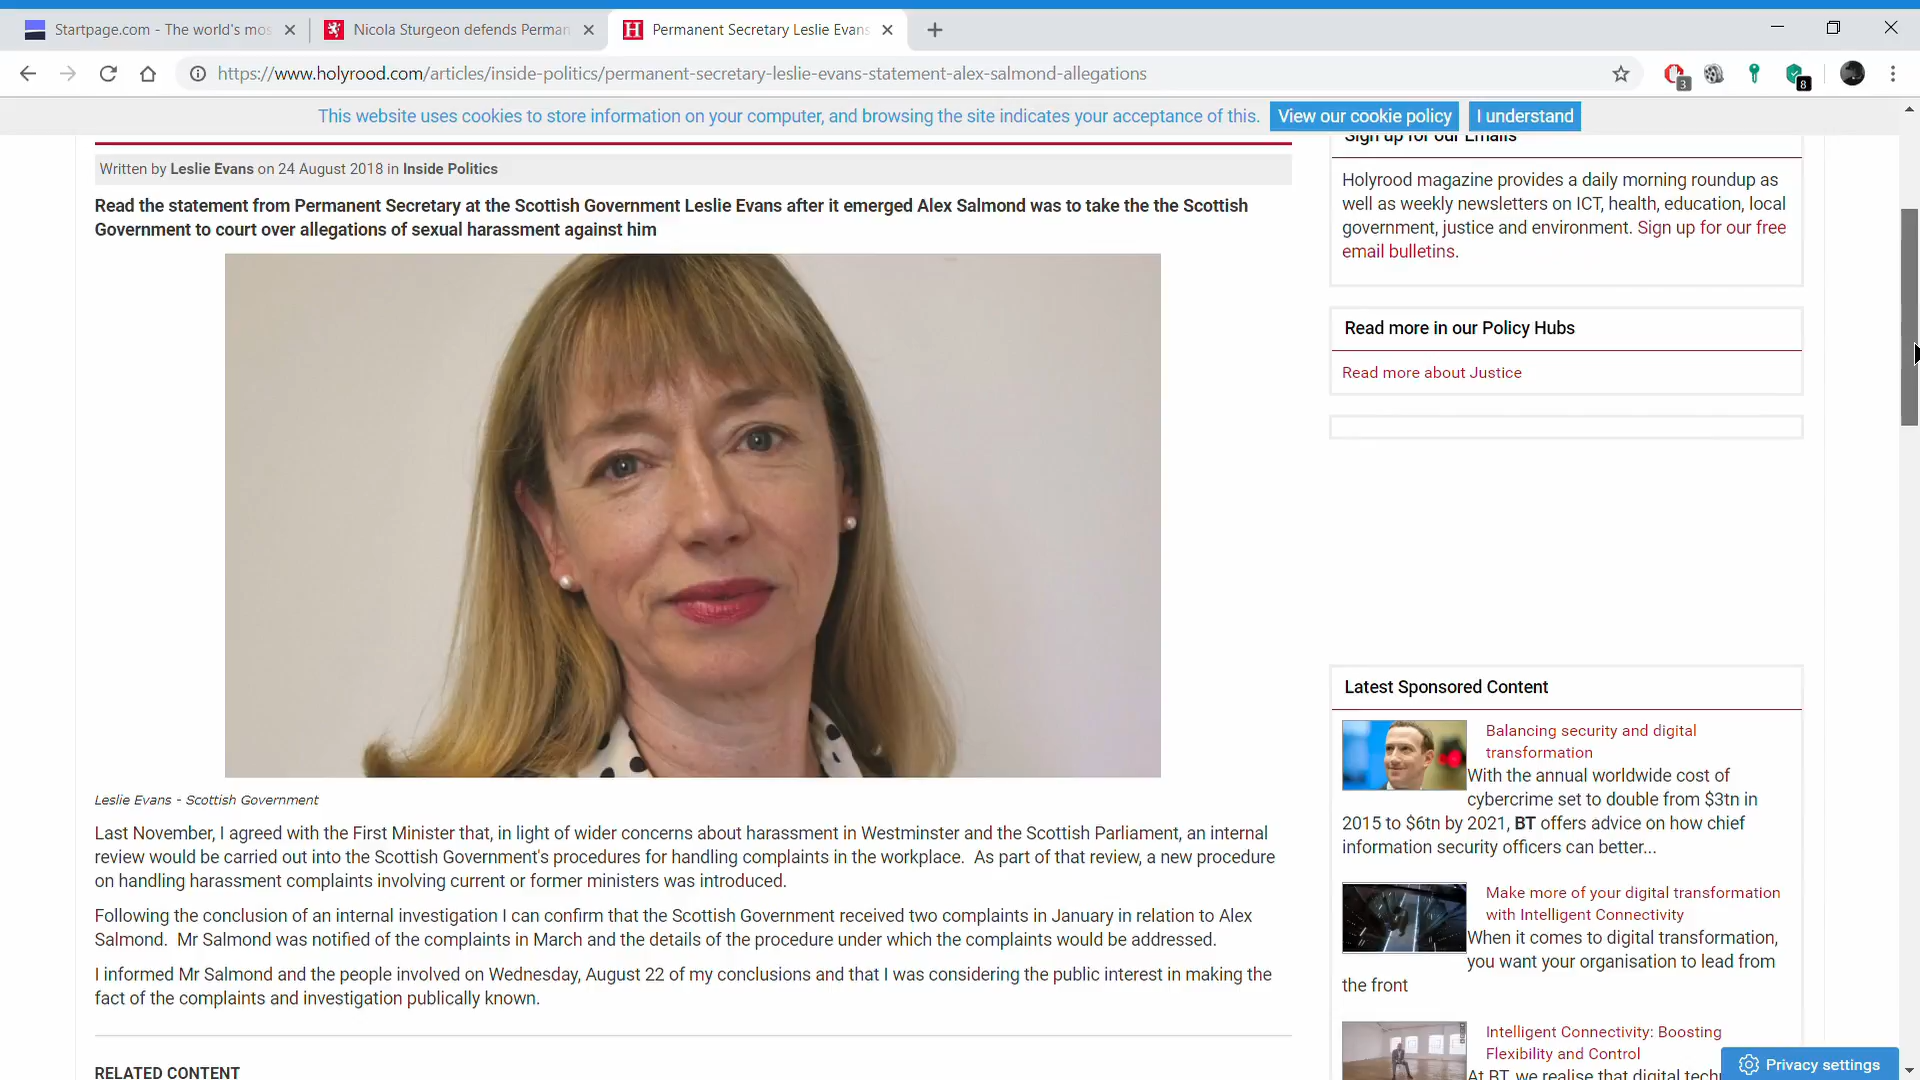 Startpage.com - The world's mos
Nicola Sturgeon defends Perman
Permanent Secretary Leslie Evans
https://www.holyrood.com/articles/inside-politics/permanent-secretary-leslie-evans-statement-alex-salmond-allegations
3
8
This website uses cookies to store information on your computer, and browsing the site indicates your acceptance of this.
View our cookie policy
I understand
Written by Leslie Evans on 24 August 2018 in Inside Politics
Read the statement from Permanent Secretary at the Scottish Government Leslie Evans after it emerged Alex Salmond was to take the the Scottish
Government to court over allegations of sexual harassment against him
Leslie Evans - Scottish Government
Last November, I agreed with the First Minister that, in light of wider concerns about harassment in Westminster and the Scottish Parliament, an internal
review would be carried out into the Scottish Government's procedures for handling complaints in the workplace.  As part of that review, a new procedure
on handling harassment complaints involving current or former ministers was introduced.
Following the conclusion of an internal investigation I can confirm that the Scottish Government received two complaints in January in relation to Alex
Salmond.  Mr Salmond was notified of the complaints in March and the details of the procedure under which the complaints would be addressed.
I informed Mr Salmond and the people involved on Wednesday, August 22 of my conclusions and that I was considering the public interest in making the
fact of the complaints and investigation publically known.
RELATED CONTENT
Sign up for our Emails
Holyrood magazine provides a daily morning roundup as
well as weekly newsletters on ICT, health, education, local
government, justice and environment. Sign up for our free
email bulletins.
Read more in our Policy Hubs
Read more about Justice
Latest Sponsored Content
Balancing security and digital
transformation
With the annual worldwide cost of
cybercrime set to double from $3tn in
2015 to $6tn by 2021, BT offers advice on how chief
information security officers can better...
Make more of your digital transformation
with Intelligent Connectivity
When it comes to digital transformation,
you want your organisation to lead from
the front
Intelligent Connectivity: Boosting
Flexibility and Control
At BT, we realise that digital tech
Privacy settings